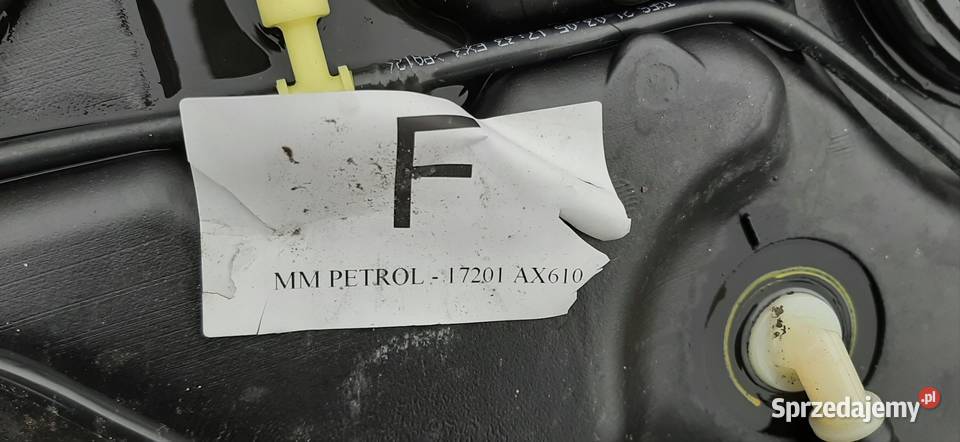 F
MM PETROL - 17201 AX610
Sprzedajemy.pl